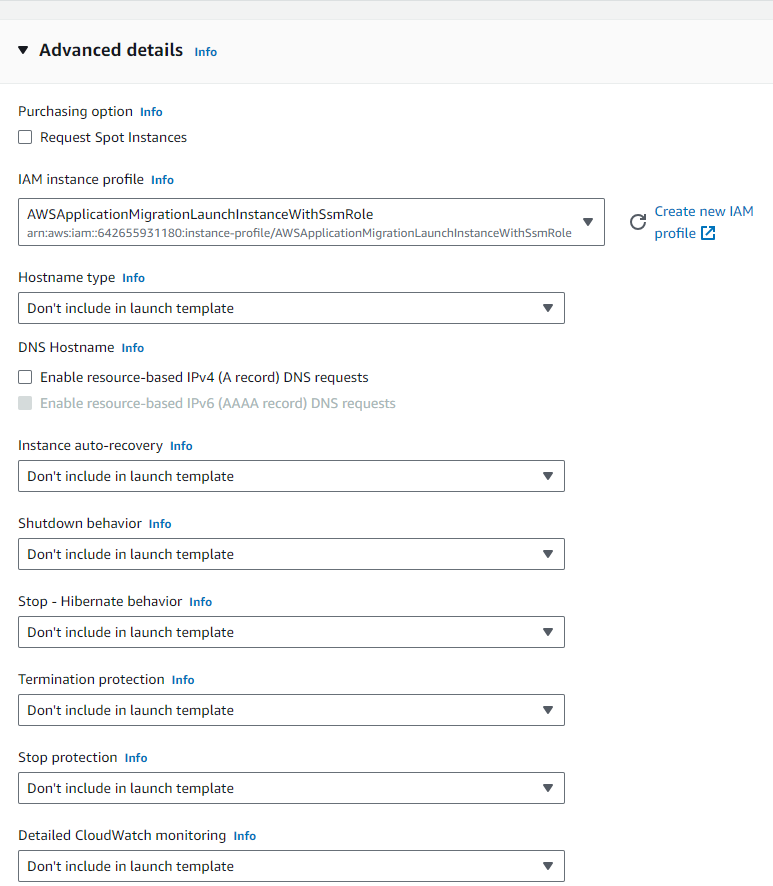 Advanced details Info
Purchasing option Info
Request Spot Instances
IAM instance profile Info
AWSApplicationMigrationLaunchInstanceWithSsmRole
arn:aws:iam::642655931180:instance-profile/AWSApplicationMigrationLaunchInstanceWithSsmRole
Create new IAM
profile
Hostname type Info
Don't include in launch template
DNS Hostname Info
Enable resource-based IPv4 (A record) DNS requests
Enable resource-based IPv6 (AAAA record) DNS requests
Instance auto-recovery Info
Don't include in launch template
Shutdown behavior Info
Don't include in launch template
Stop - Hibernate behavior Info
Don't include in launch template
Termination protection Info
Don't include in launch template
Stop protection Info
Don't include in launch template
Detailed CloudWatch monitoring Info
Don't include in launch template